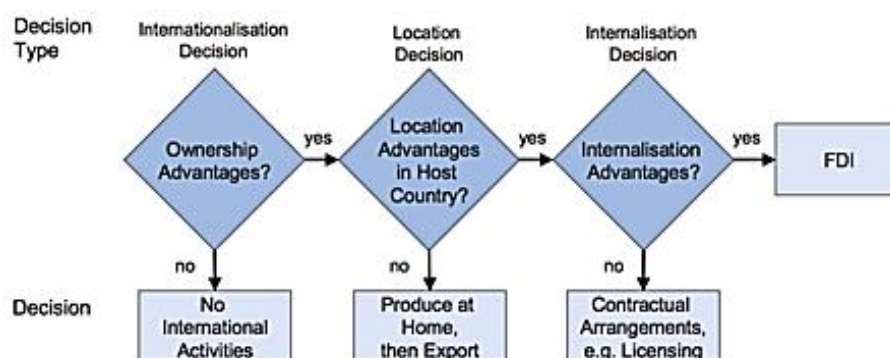 Decision
Type
Internationalisation
Decision
Location
Decision
Internalisation
Decision
Ownership
Advantages?
yes
Location
Advantages
in Host
Country?
yes
Internalisation
Advantages?
yes
FDI
no
no
no
Decision
No
International
Activities
Produce at
Home,
then Export
Contractual
Arrangements,
e.g. Licensing